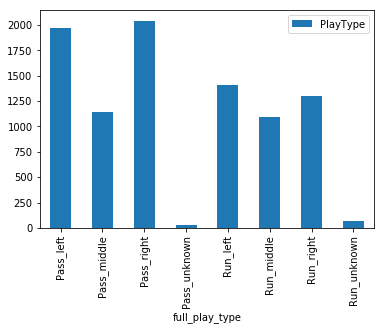 2000
1750
1500
1250
1000
750
500
250
0
PlayType
Pass_left
Pass_middle
Pass_right
Pass_unknown
Run_left
Run_middle
Run_right
Run_unknown
full_play_type